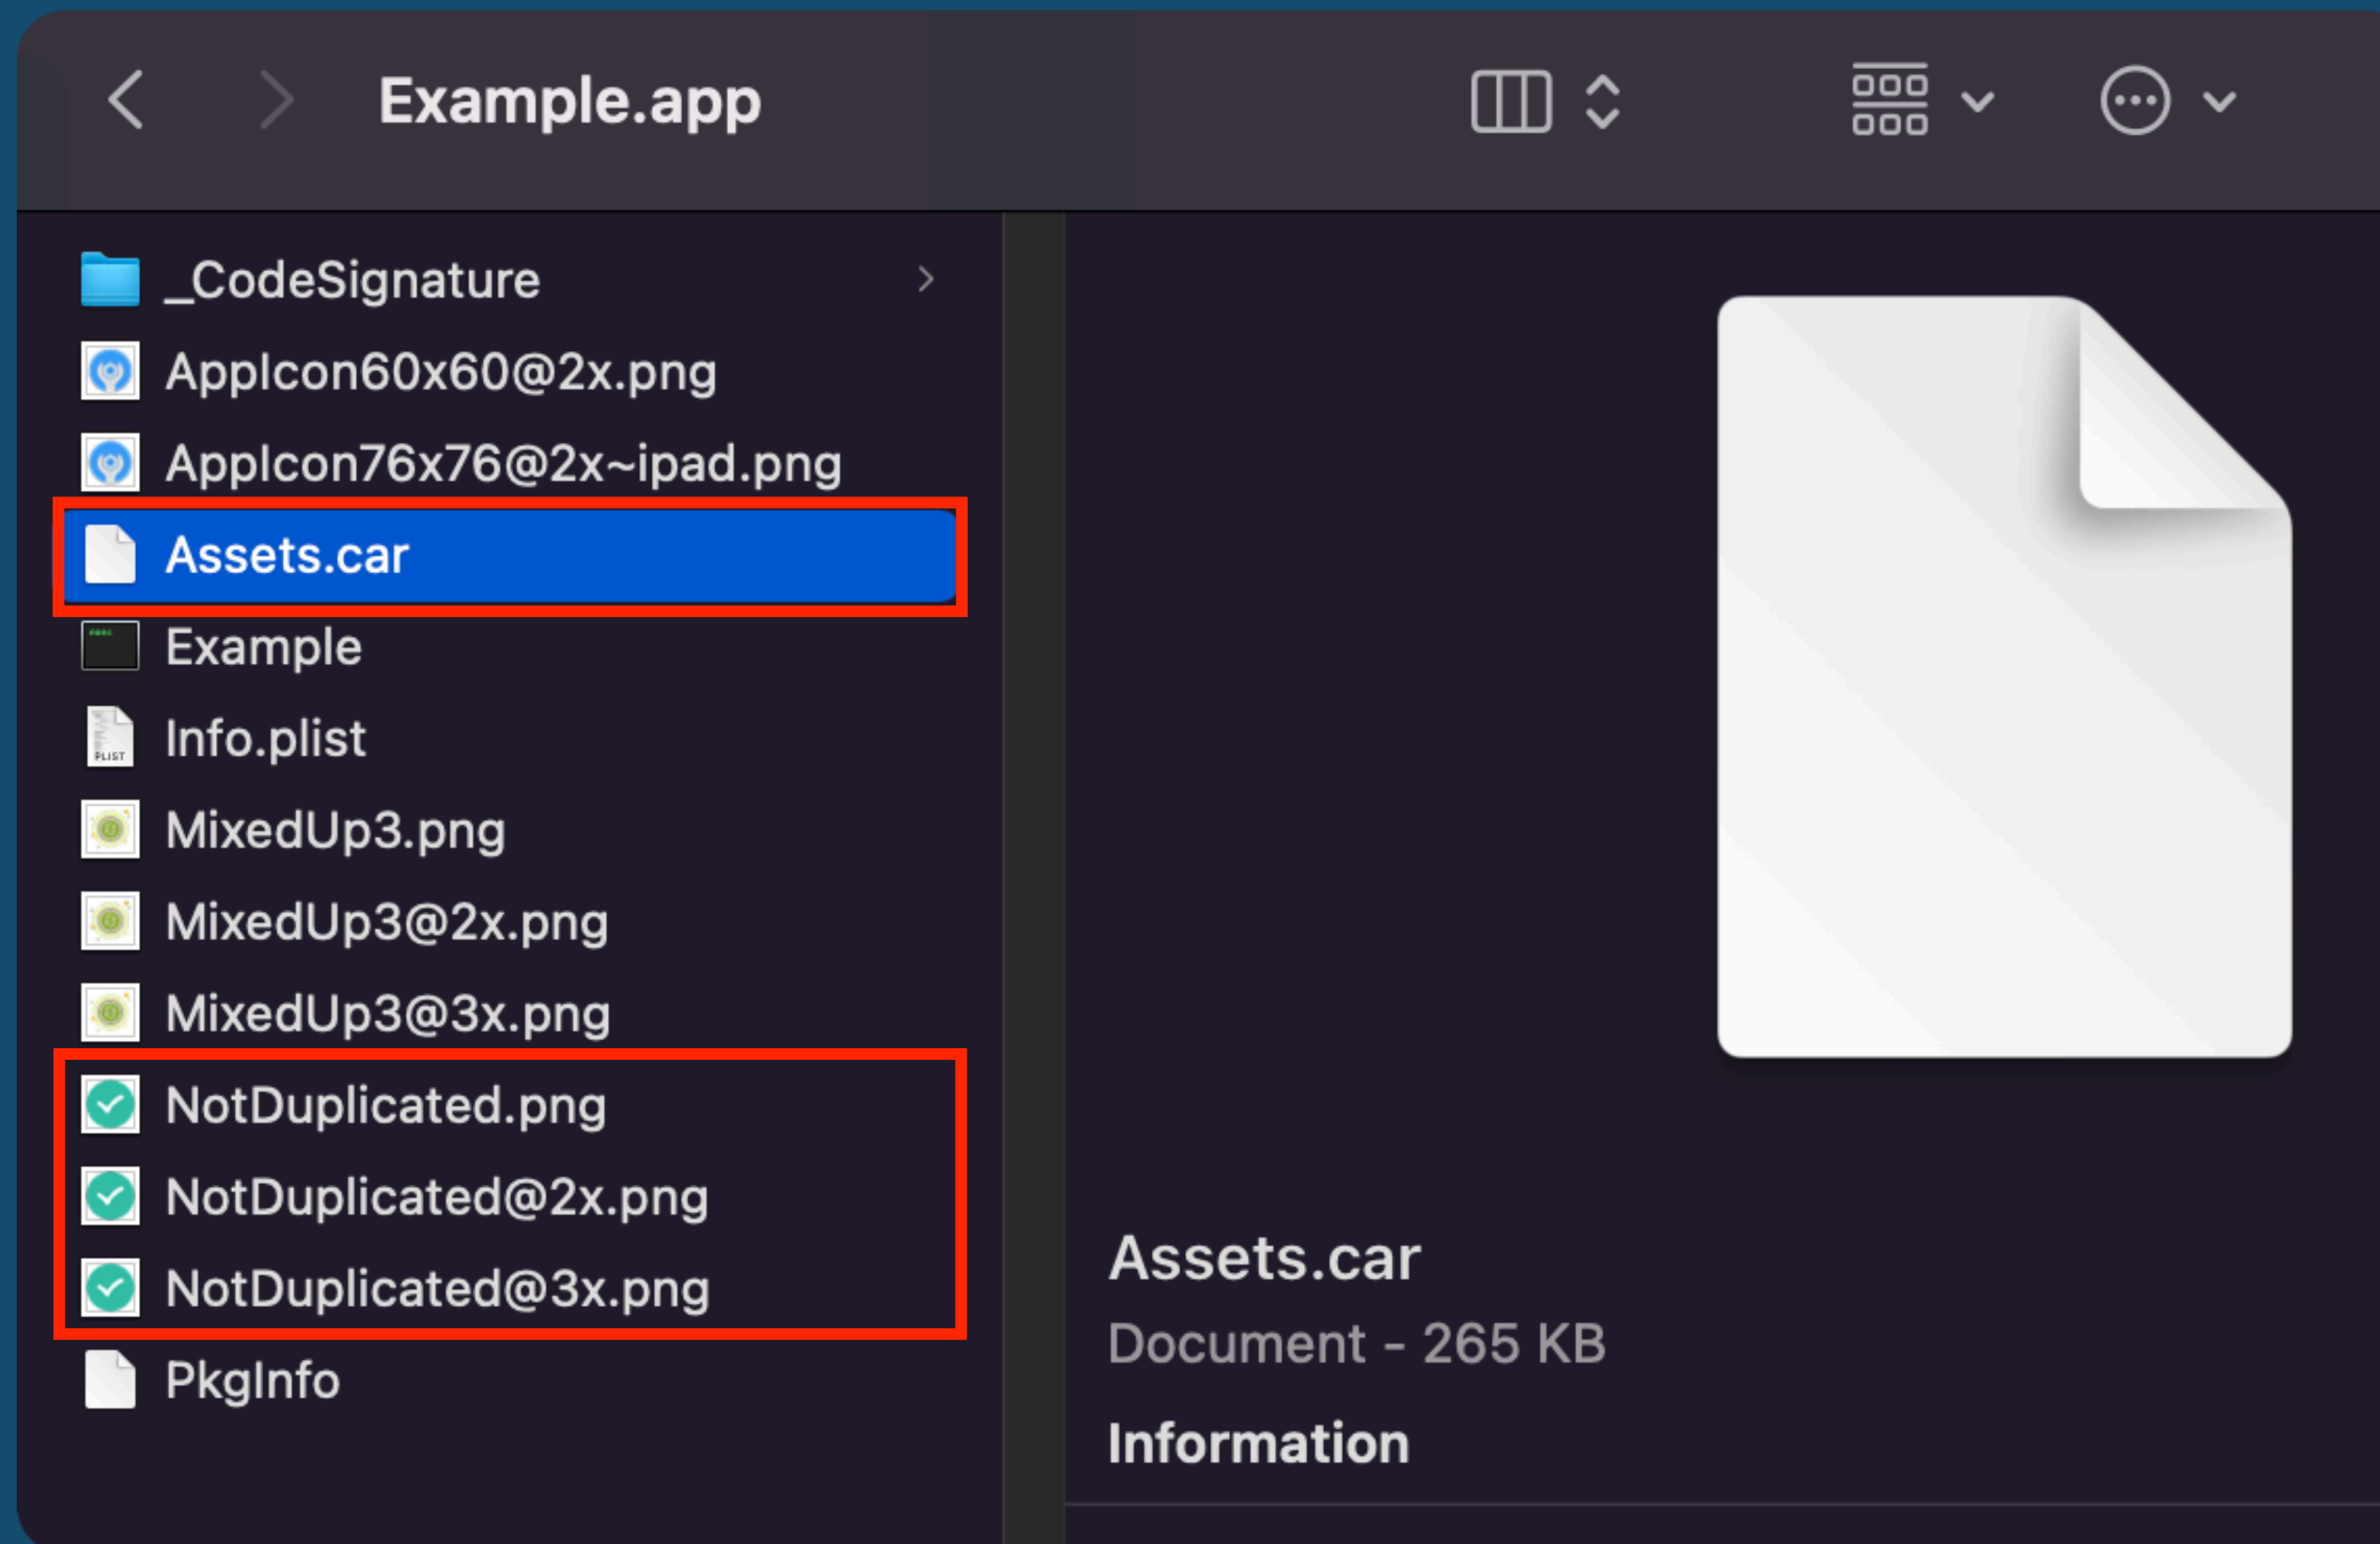 Example.app
_CodeSignature
AppIcon60x60@2x.png
AppIcon76x76@2x~ipad.png
Assets.car
Example
Info.plist
MixedUp3.png
MixedUp3@2x.png
MixedUp3@3x.png
NotDuplicated.png
NotDuplicated@2x.png
NotDuplicated@3x.png
PkgInfo
Assets.car
Document - 265 KB
Information